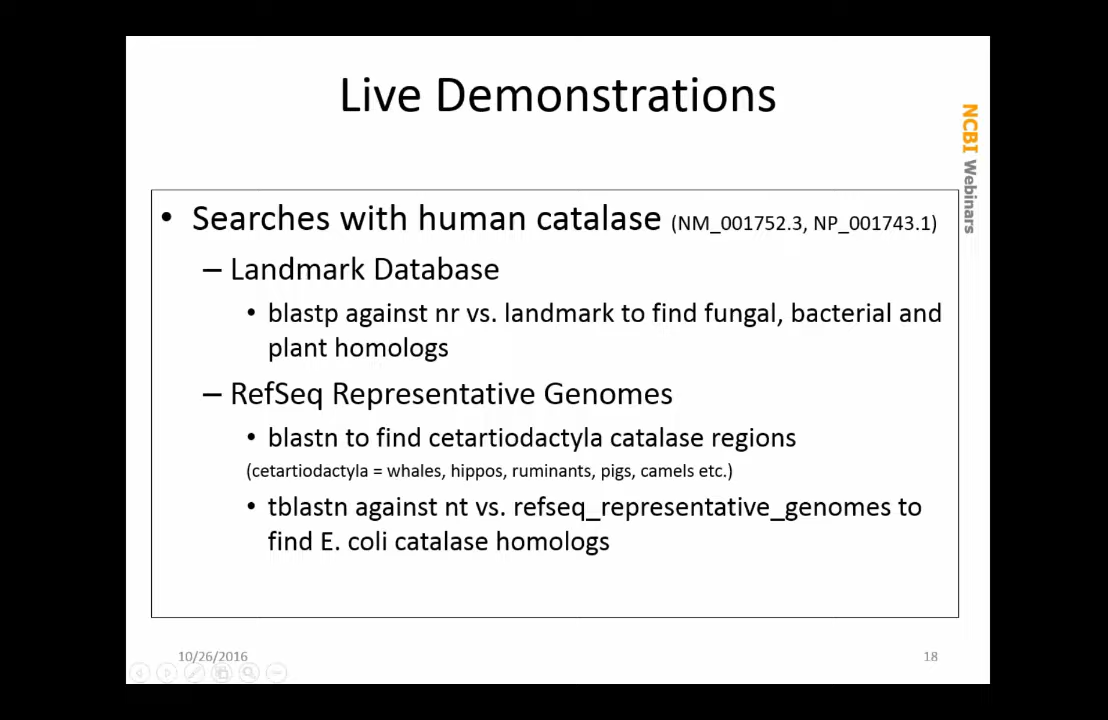 Live Demonstrations
NCBI Webinars
• Searches with human catalase (NM_001752.3, NP_001743.1)
– Landmark Database
• blastp against nr vs. landmark to find fungal, bacterial and
plant homologs
– RefSeq Representative Genomes
• blastn to find cetartiodactyla catalase regions
(cetartiodactyla = whales, hippos, ruminants, pigs, camels etc.)
• tblastn against nt vs. refseq_representative_genomes to
find E. coli catalase homologs
10/26/2016
18